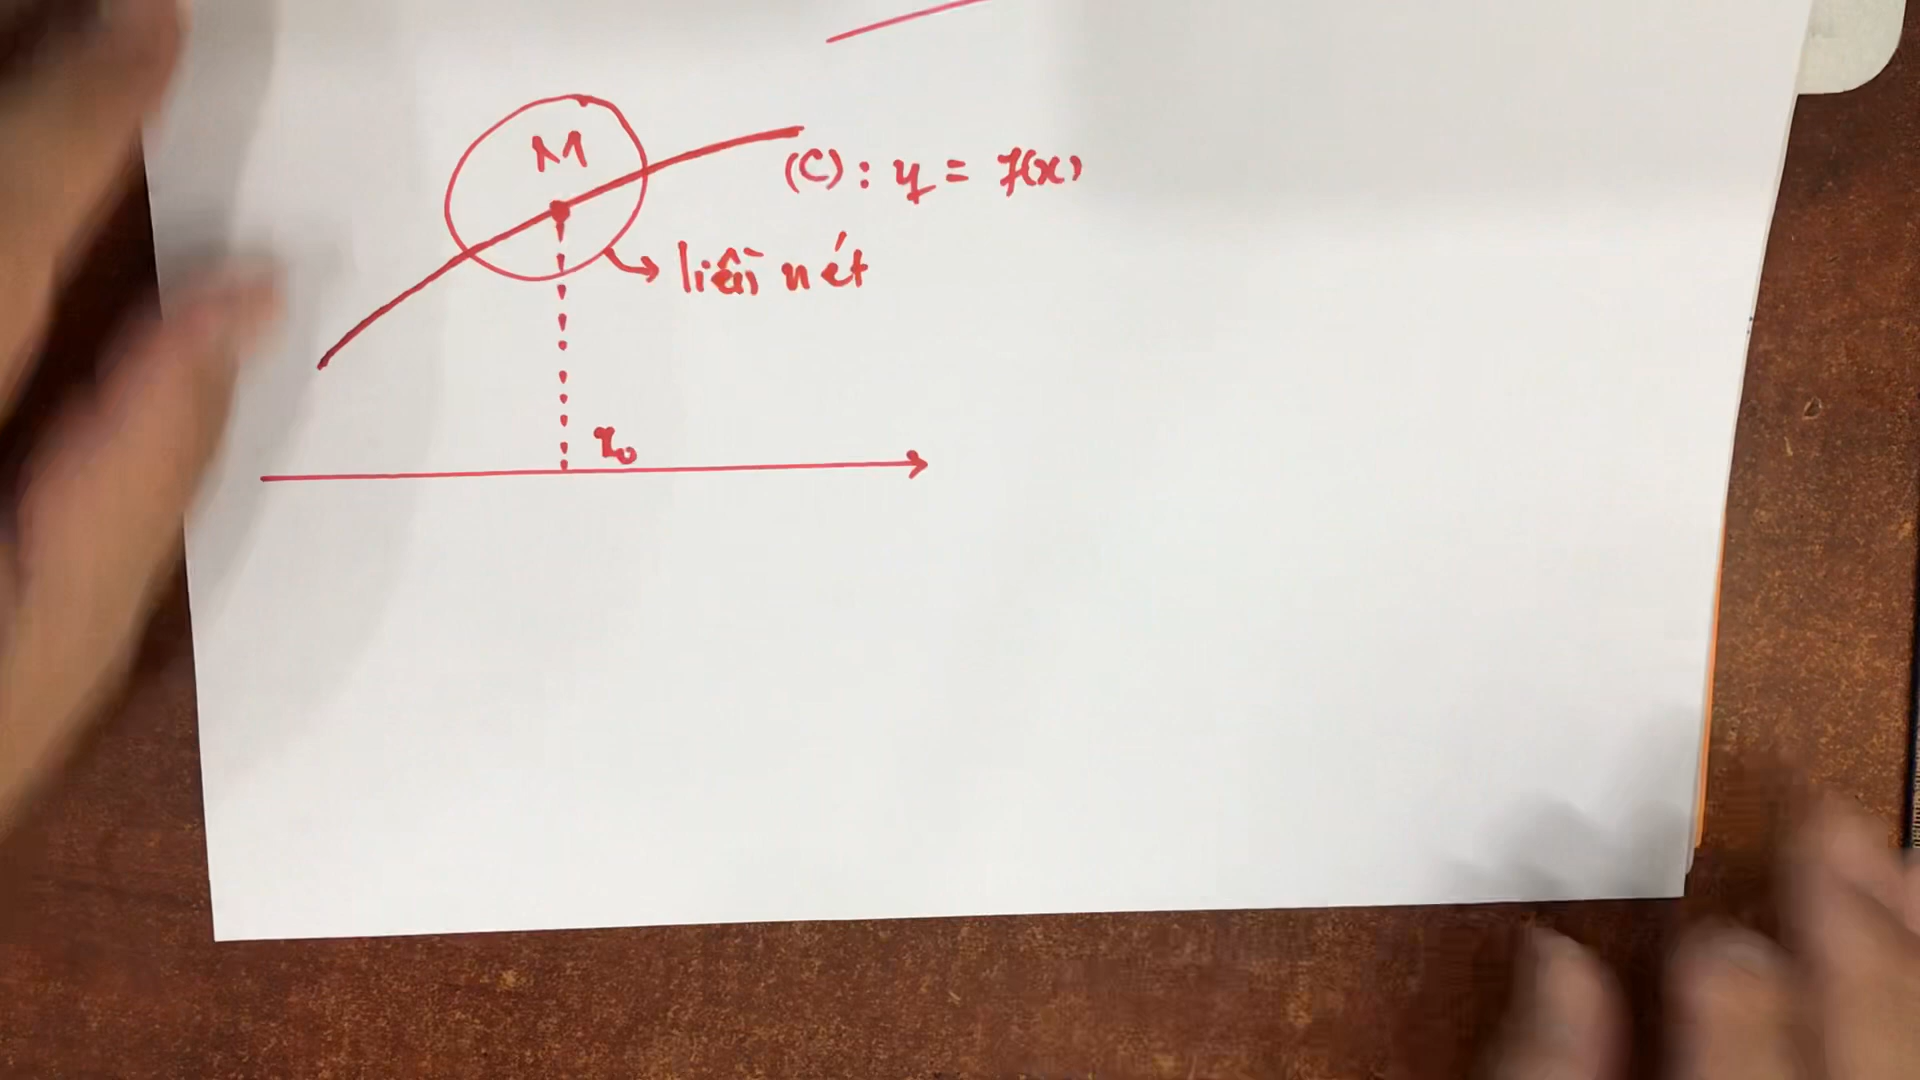 M
(C): y = f(x)
liền nét
x₀